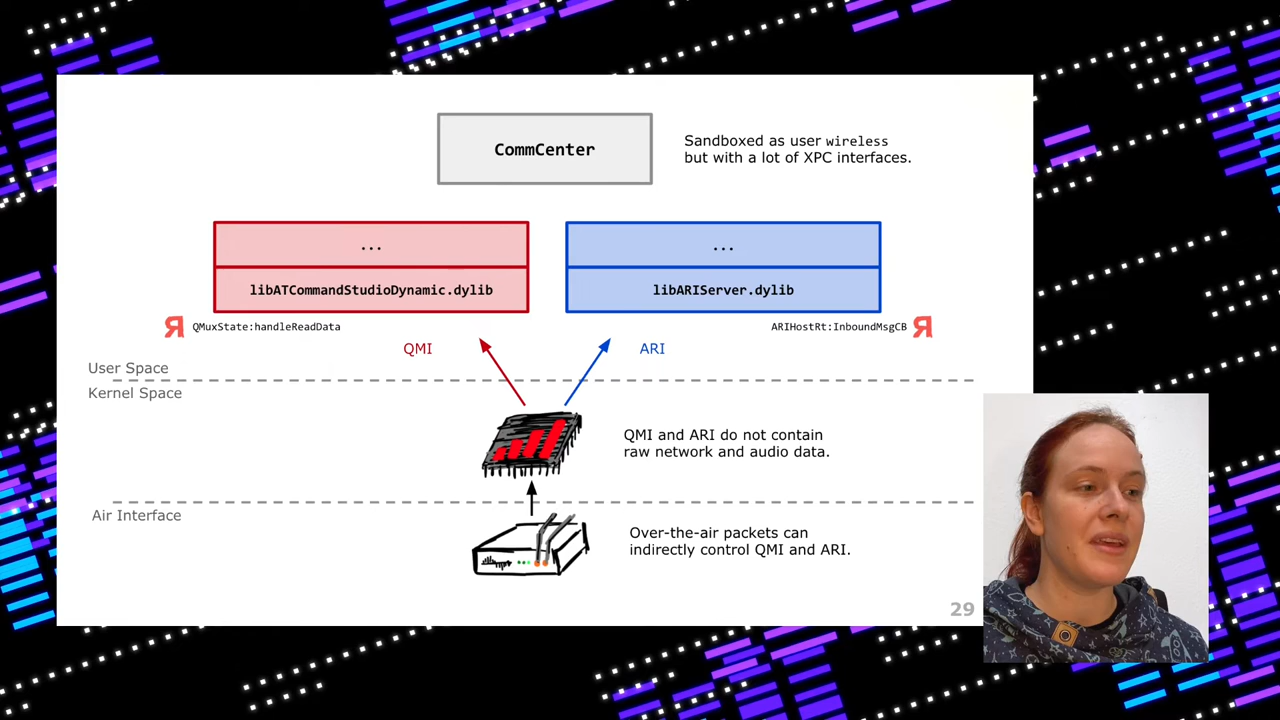 CommCenter
Sandboxed as user wireless
but with a lot of XPC interfaces.
...
...
libATCommandStudioDynamic.dylib
libARIServer.dylib
Я QMuxState:handleReadData
ARIHostRt:InboundMsgCB Я
QMI
ARI
User Space
Kernel Space
QMI and ARI do not contain
raw network and audio data.
Air Interface
Over-the-air packets can
indirectly control QMI and ARI.
29